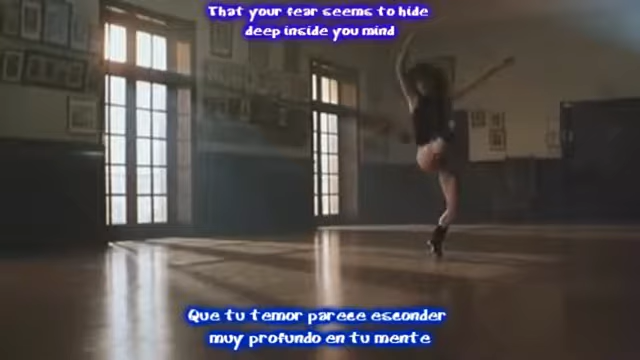 That your fear seems to hide
deep inside you mind
Que tu temor parece esconder
muy profundo en tu mente